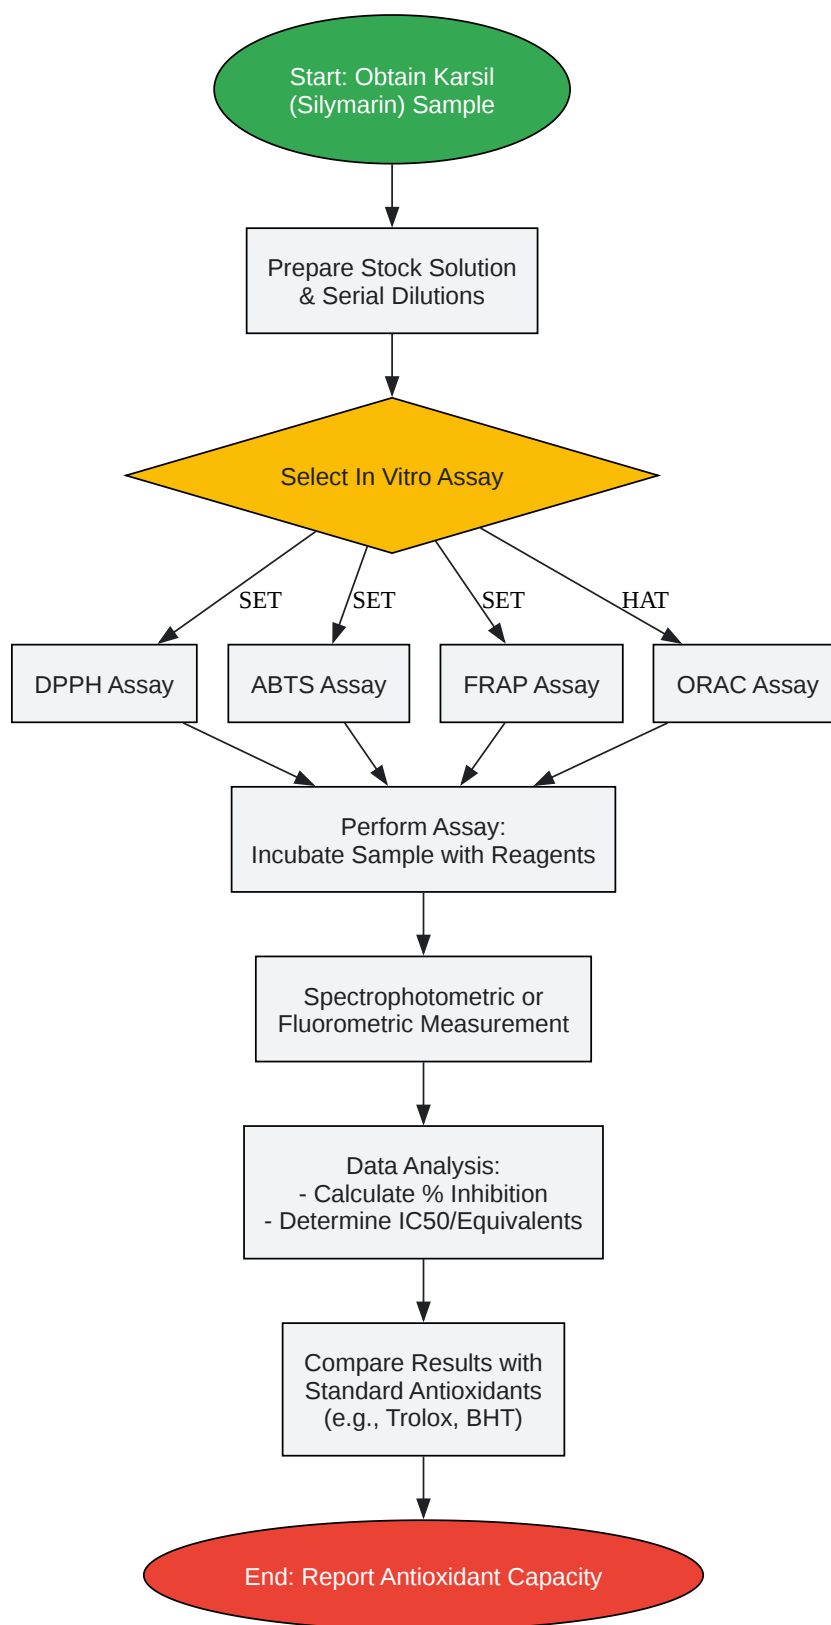 Start: Obtain Karsil
(Silymarin) Sample
Prepare Stock Solution
& Serial Dilutions
Select In Vitro Assay
SET
SET
SET
HAT
DPPH Assay
ABTS Assay
FRAP Assay
ORAC Assay
Perform Assay:
Incubate Sample with Reagents
Spectrophotometric or
Fluorometric Measurement
Data Analysis:
- Calculate % Inhibition
- Determine IC50/Equivalents
Compare Results with
Standard Antioxidants
(e.g., Trolox, BHT)
End: Report Antioxidant Capacity